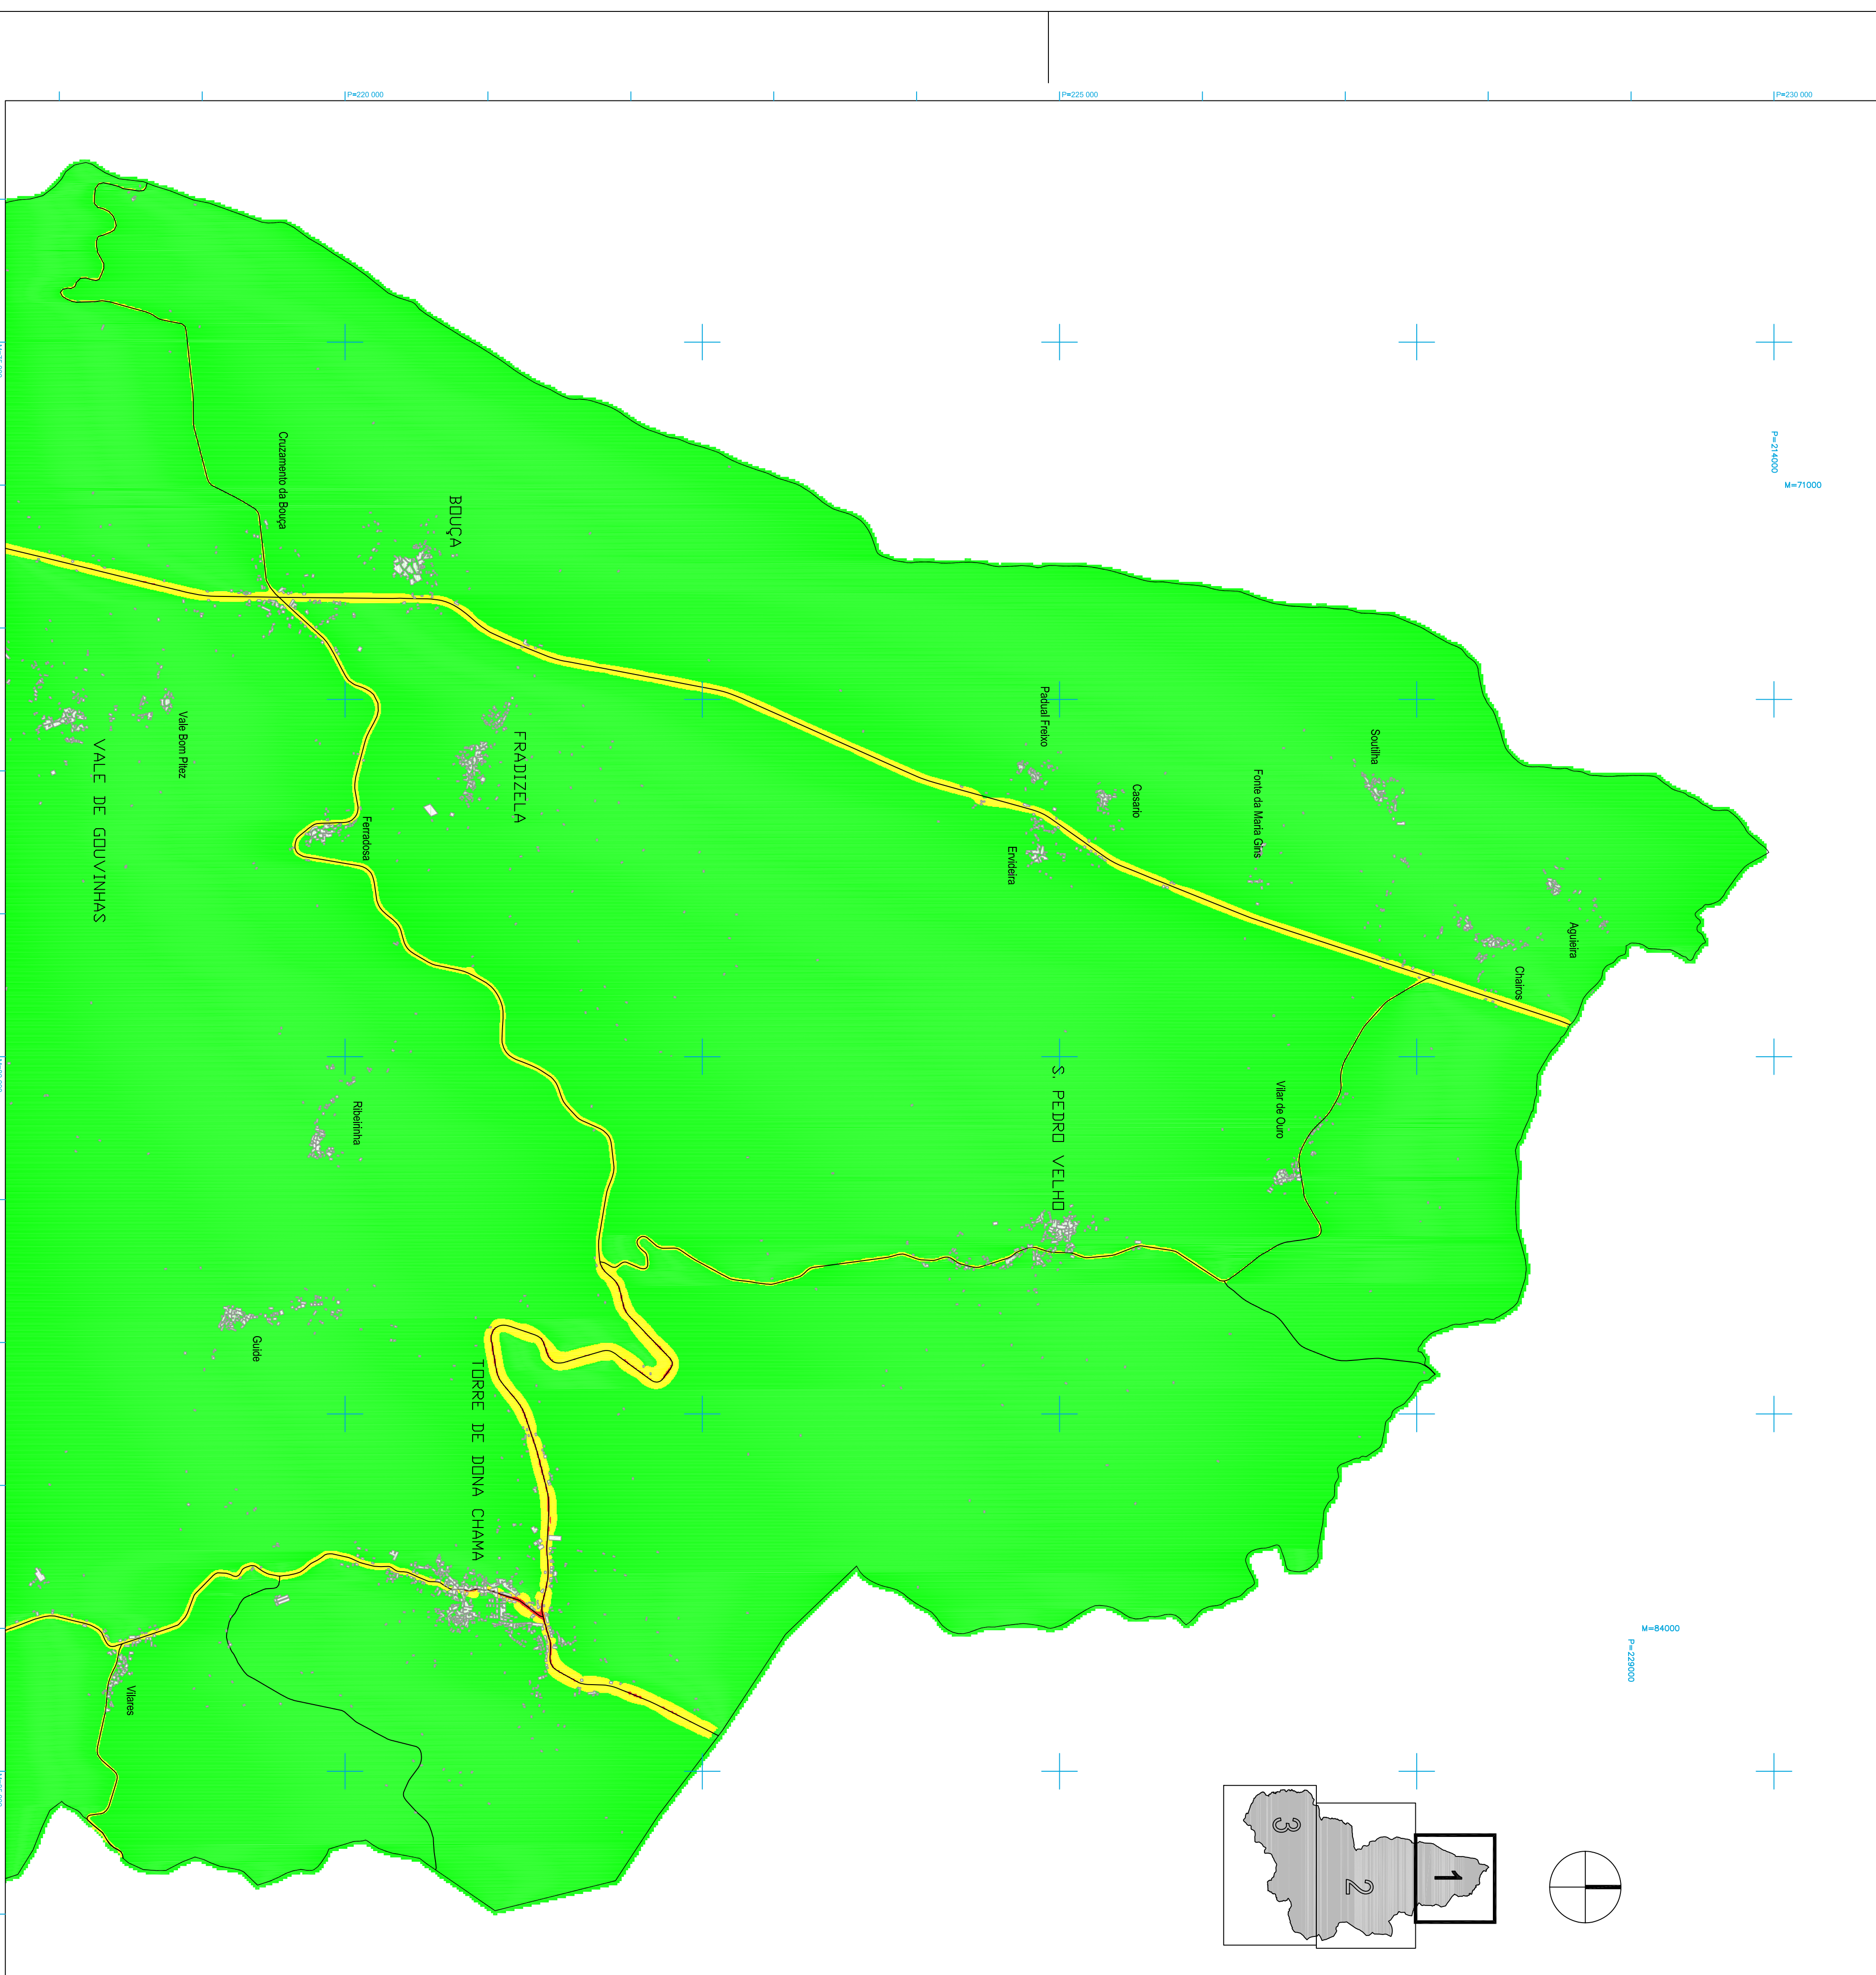 P=220 000
P=225 000
P=230 000
P=214000
M=71000
Cruzamento da Bouça
BOUÇA
Padual Freixo
Soutilha
Vale Bom Pitez
VALE DE GOUVINHAS
FRADIZELA
Ferradosa
Casario
Fonte da Maria Gins
Ervideira
Aguieira
Chairos
Ribeirinha
S. PEDRO VELHO
Vilar de Ouro
Guide
TORRE DE DONA CHAMA
M=84000
P=229000
Vilares
3
2
1